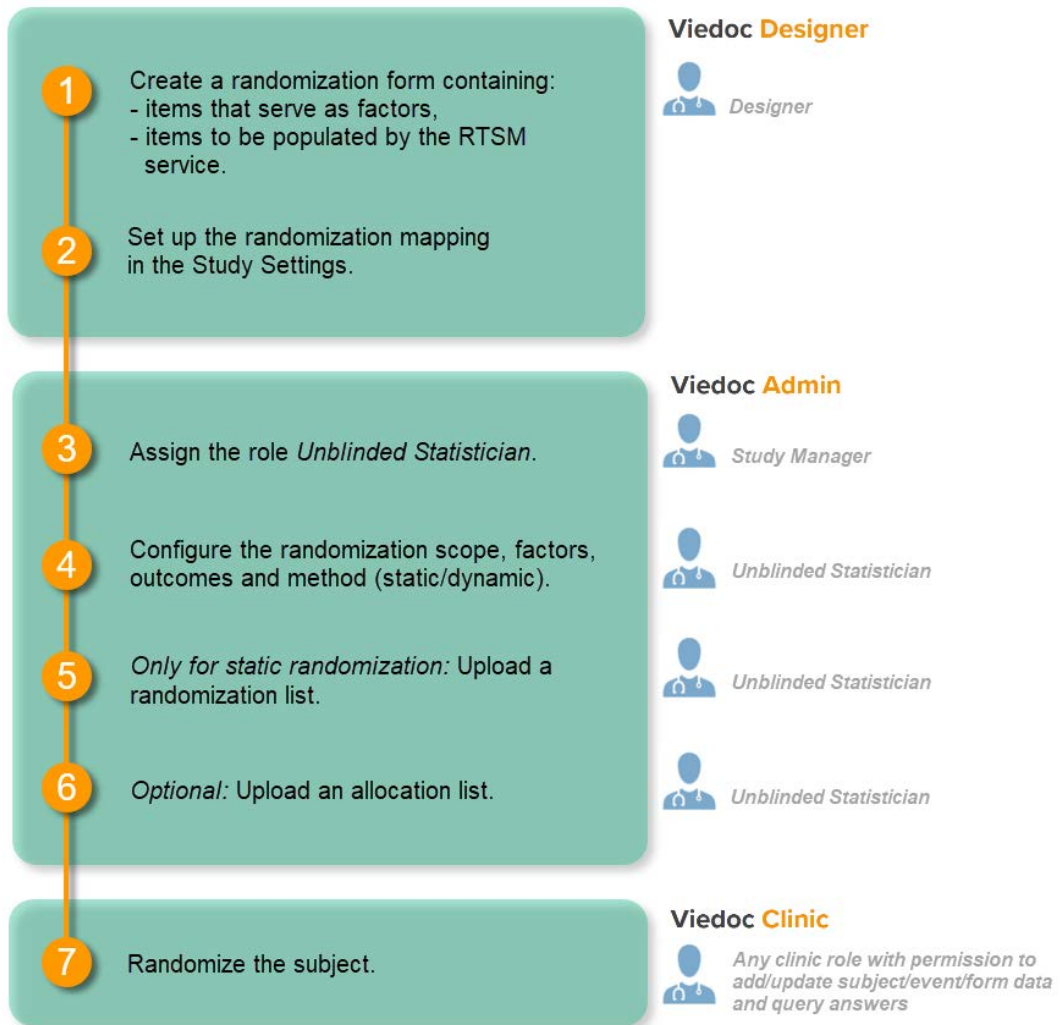 Viedoc Designer
1
Create a randomization form containing:
- items that serve as factors,
- items to be populated by the RTSM
service.
Designer
2
Set up the randomization mapping
in the Study Settings.
Viedoc Admin
3
Assign the role Unblinded Statistician.
Study Manager
4
Configure the randomization scope, factors,
outcomes and method (static/dynamic).
Unblinded Statistician
5
Only for static randomization: Upload a
randomization list.
Unblinded Statistician
6
Optional: Upload an allocation list.
Unblinded Statistician
Viedoc Clinic
7
Randomize the subject.
Any clinic role with permission to
add/update subject/event/form data
and query answers